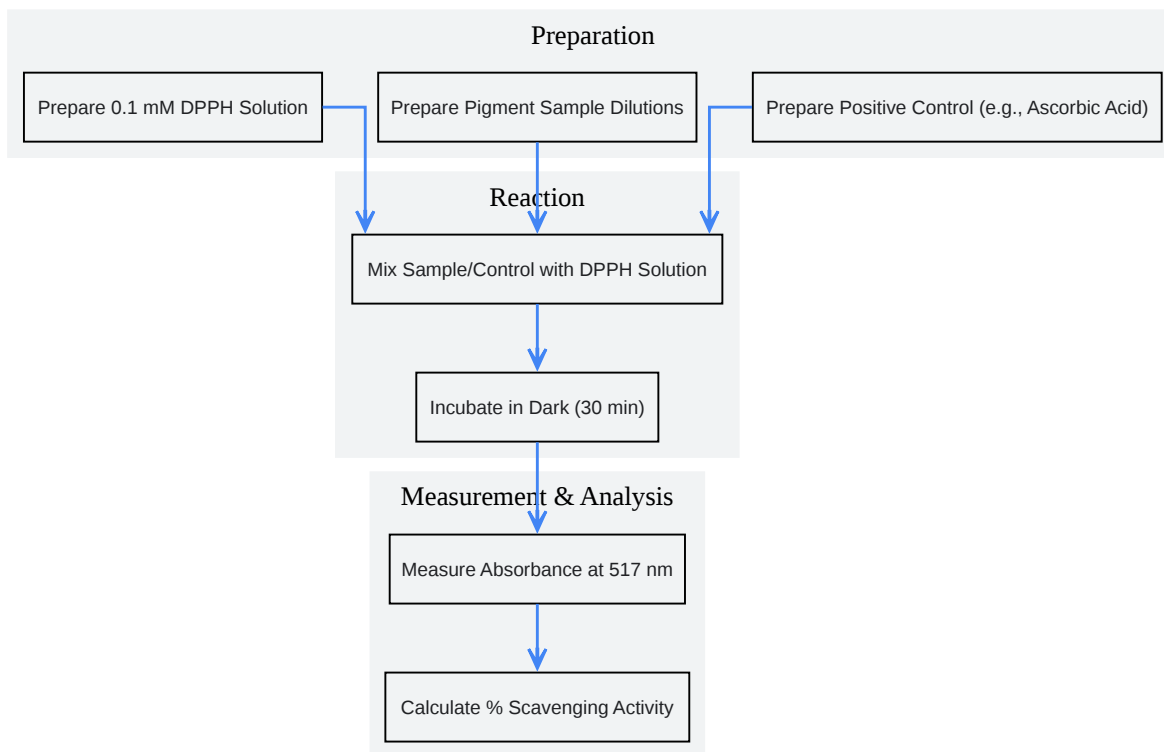 Preparation
Prepare 0.1 mM DPPH Solution
Prepare Pigment Sample Dilutions
Prepare Positive Control (e.g., Ascorbic Acid)
Reaction
Mix Sample/Control with DPPH Solution
Incubate in Dark (30 min)
Measurement & Analysis
Measure Absorbance at 517 nm
Calculate % Scavenging Activity